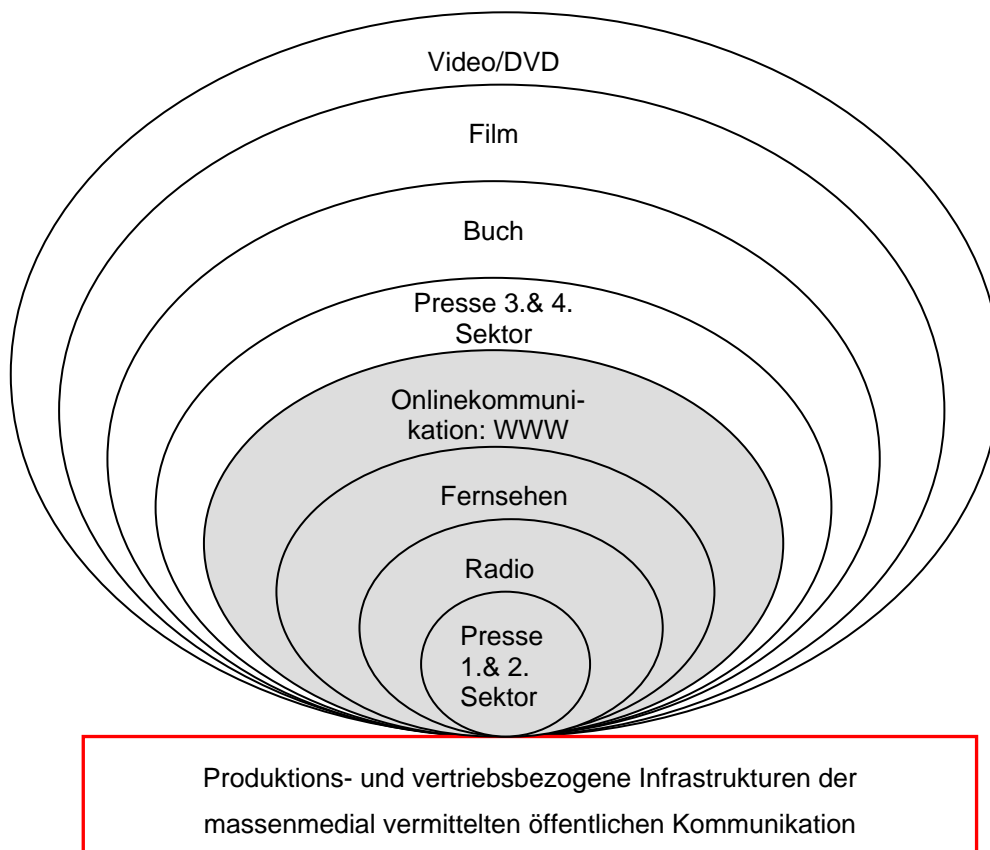 Video/DVD
Film
Buch
Presse 3.& 4.
Sektor
Onlinekommuni-
kation: WWW
Fernsehen
Radio
Presse
1.& 2.
Sektor
Produktions- und vertriebsbezogene Infrastrukturen der
massenmedial vermittelten öffentlichen Kommunikation